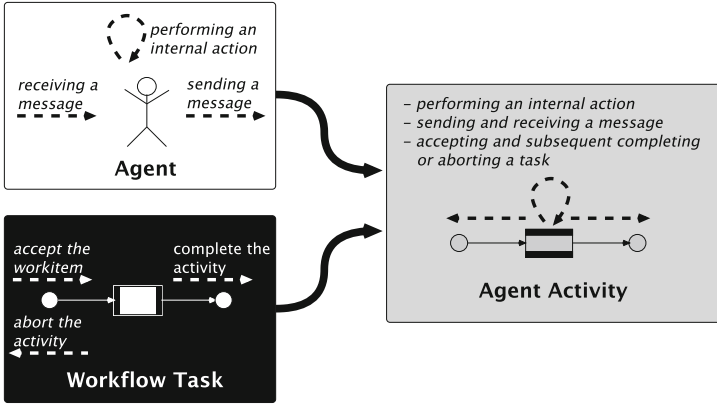 performing an
internal action
receiving a
message
sending a
message
Agent
accept the
workitem
complete the
activity
abort the
activity
Workflow Task
– performing an internal action
– sending and receiving a message
– accepting and subsequent completing
or aborting a task
Agent Activity